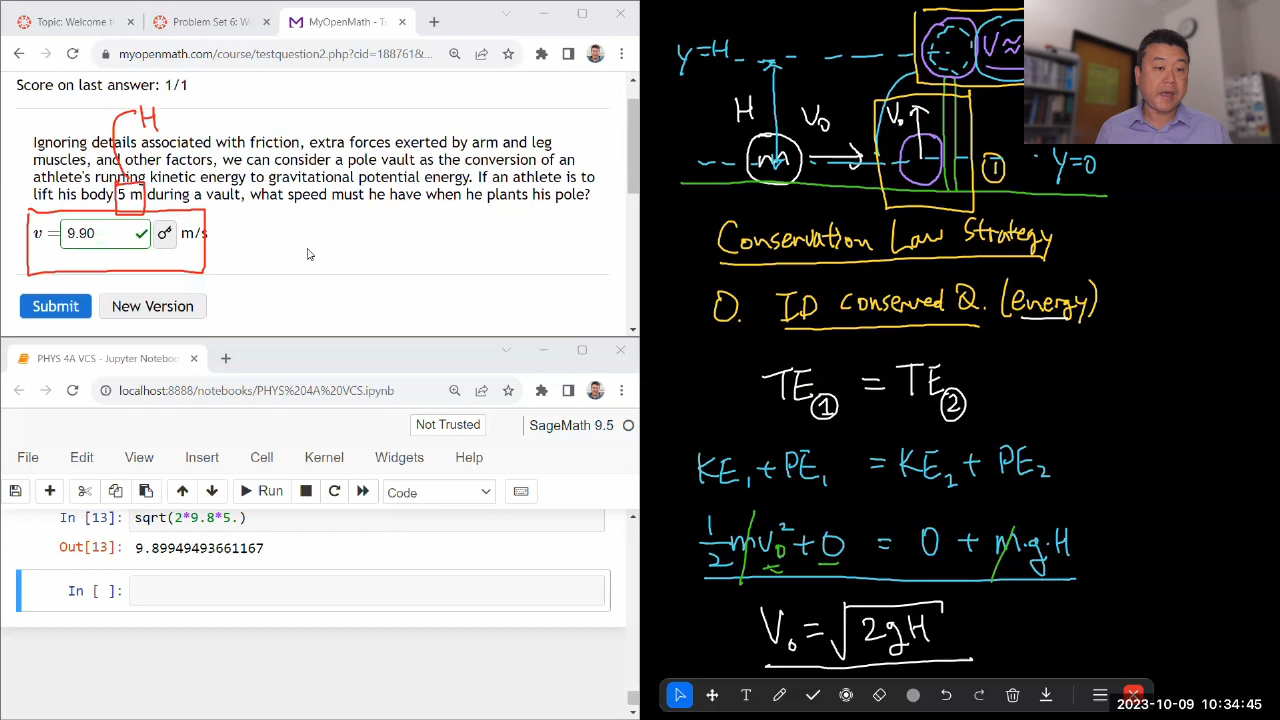 Topic: Welcome t
Problem Set 6.1
MyOpenMath - Te
myopenmath.com/course/testquestion2.php?cid=188761&
Score on last answer: 1/1
H
Ignoring details associated with friction, extra forces exerted by arm and leg
muscles, and other factors, we can consider a pole vault as the conversion of an
athlete's running kinetic energy to gravitational potential energy. If an athlete is to
lift his body 5 m during a vault, what speed must he have when he plants his pole?
v = 9.90 m/s
Submit New Version
PHYS 4A VCS - Jupyter Noteboo
localhost:8888/notebooks/PHYS%204A%20VCS.ipynb
Not Trusted SageMath 9.5
File Edit View Insert Cell Kernel Widgets Help
Run Code
In [13]: sqrt(2*9.8*5.)
Out[13]: 9.89949493661167
In [ ]:
y=H V≈
H V0 V0
m ① y=0
Conservation Law Strategy
0. ID conserved Q. (energy)
TE① = TE②
KE1 + PE1 = KE2 + PE2
1/2 mv0² + 0 = 0 + m·g·H
V0 = √2gH
2023-10-09 10:34:45